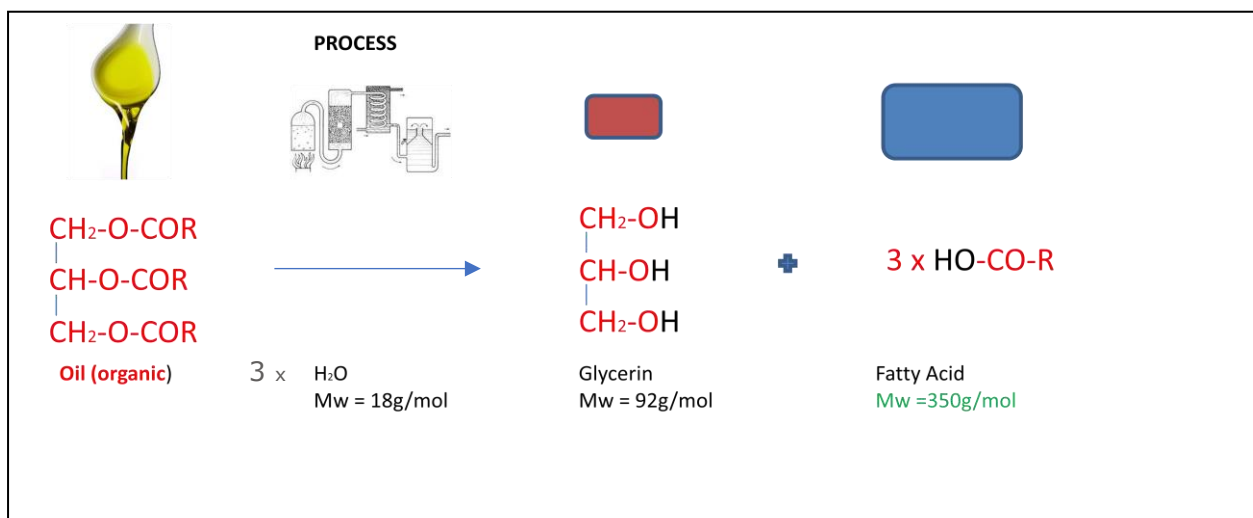 PROCESS
CH₂-O-COR
CH-O-COR
CH₂-O-COR
Oil (organic)
3 x
H₂O
Mw = 18g/mol
CH₂-OH
CH-OH
CH₂-OH
Glycerin
Mw = 92g/mol
3 x HO-CO-R
Fatty Acid
Mw =350g/mol